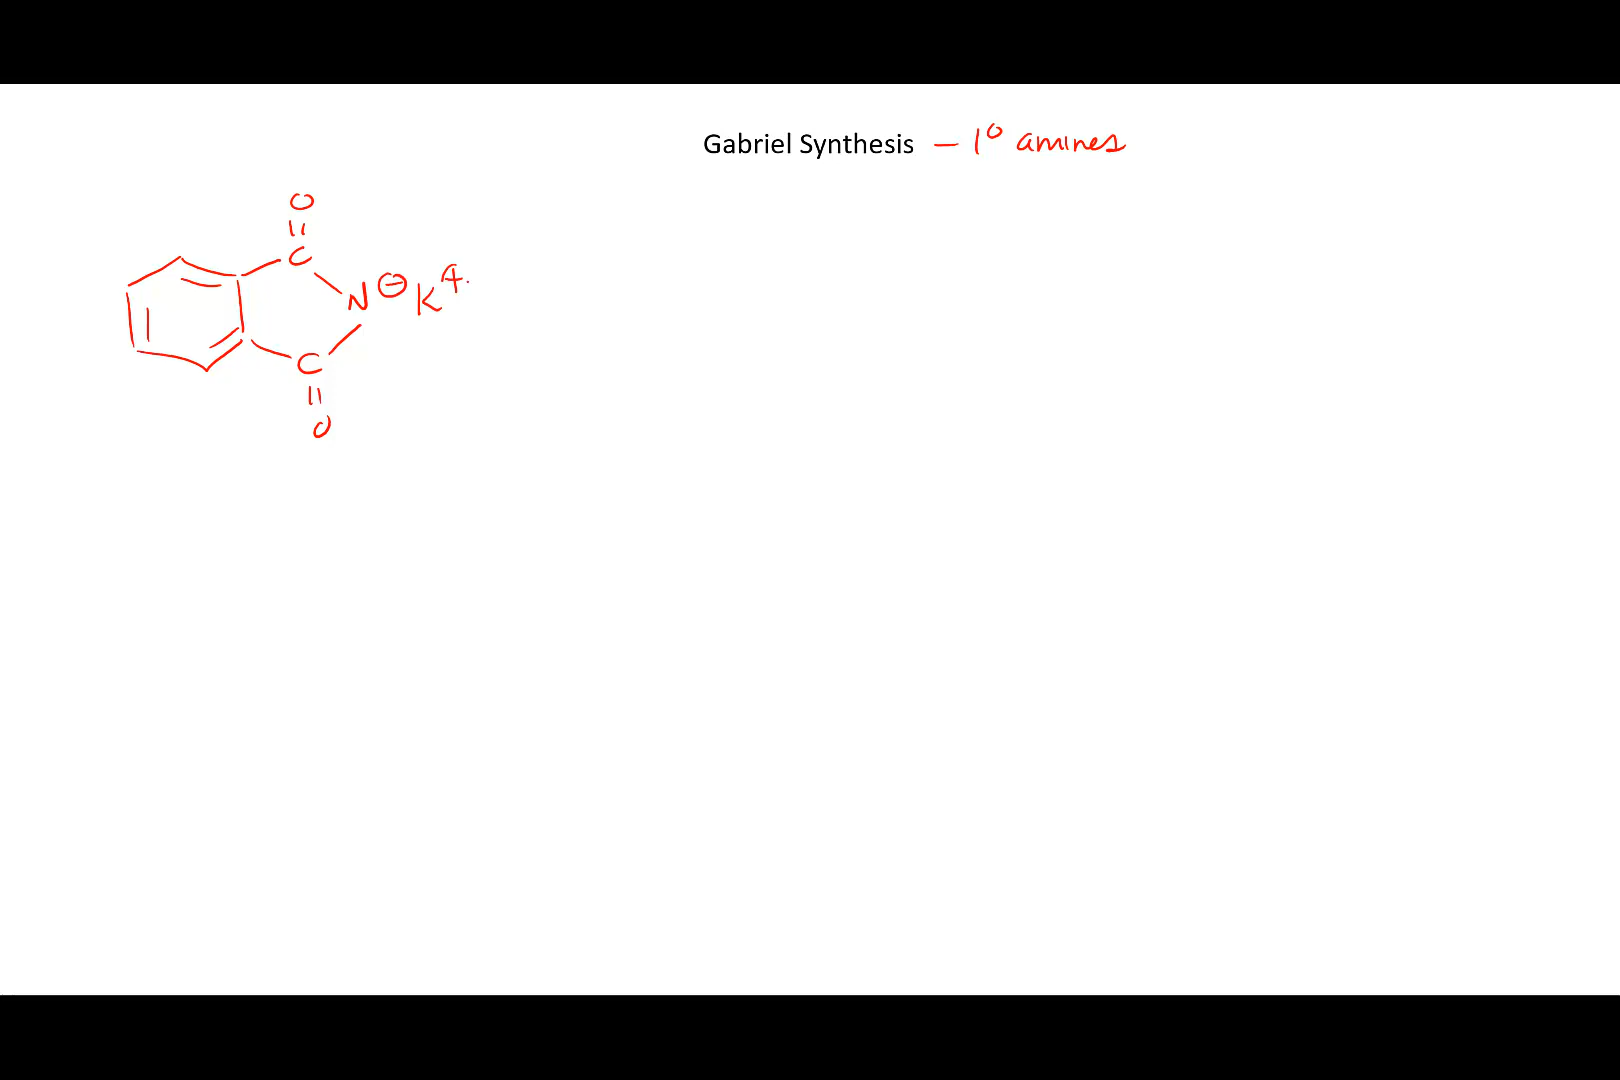 Gabriel Synthesis – 1° amines
O
C
N ⊖ K⊕
C
O